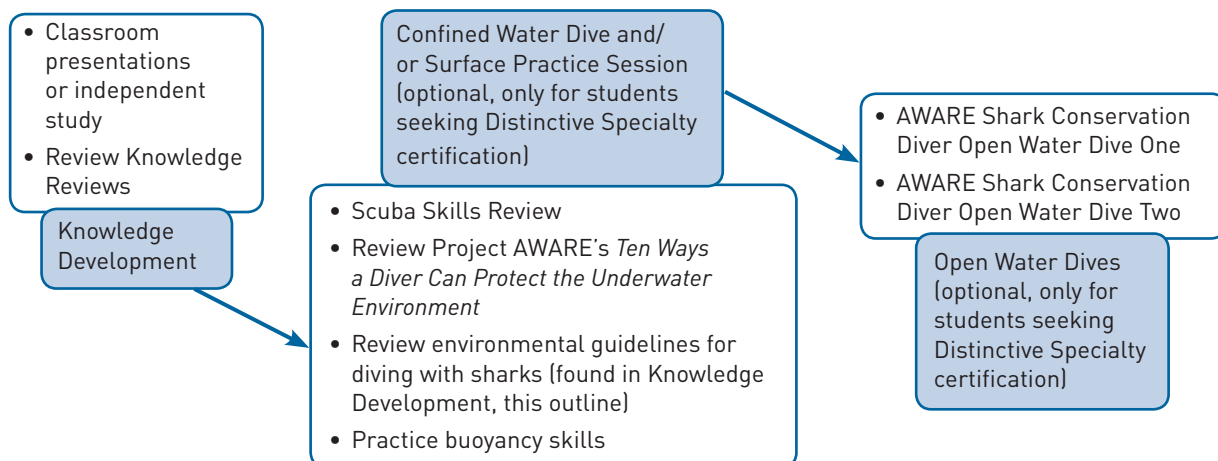 • Classroom
presentations
or independent
study
• Review Knowledge
Reviews
Knowledge
Development
Confined Water Dive and/
or Surface Practice Session
(optional, only for students
seeking Distinctive Specialty
certification)
• Scuba Skills Review
• Review Project AWARE’s Ten Ways
a Diver Can Protect the Underwater
Environment
• Review environmental guidelines for
diving with sharks (found in Knowledge
Development, this outline)
• Practice buoyancy skills
• AWARE Shark Conservation
Diver Open Water Dive One
• AWARE Shark Conservation
Diver Open Water Dive Two
Open Water Dives
(optional, only for
students seeking
Distinctive Specialty
certification)